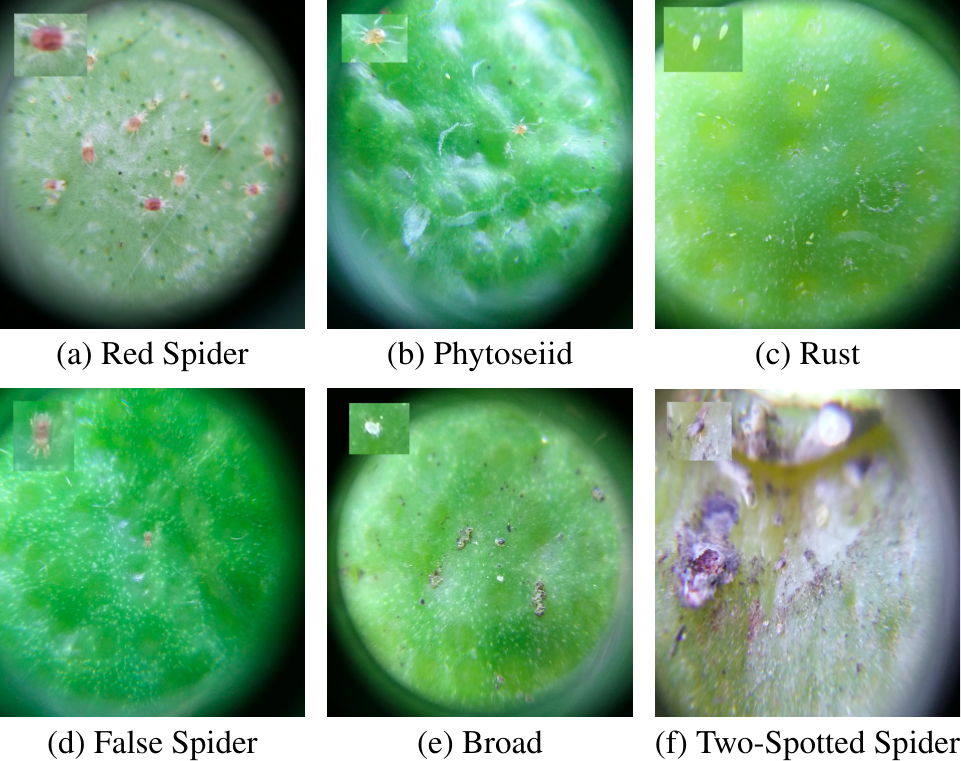 (a) Red Spider
(b) Phytoseiid
(c) Rust
(d) False Spider
(e) Broad
(f) Two-Spotted Spider